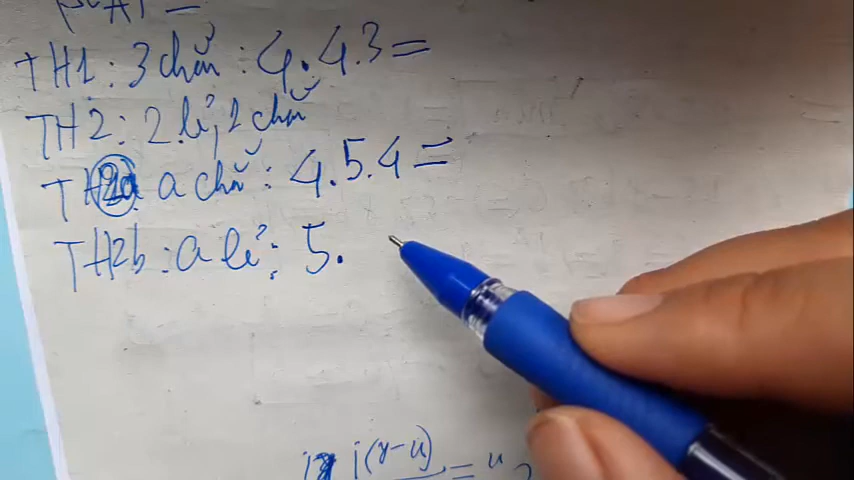 TH1: 3 chẵn: 4.4.3=
TH2: 2 lẻ, 1 chẵn
TH2a a chẵn: 4.5.4=
TH2b: a lẻ: 5.
i(r-u) =